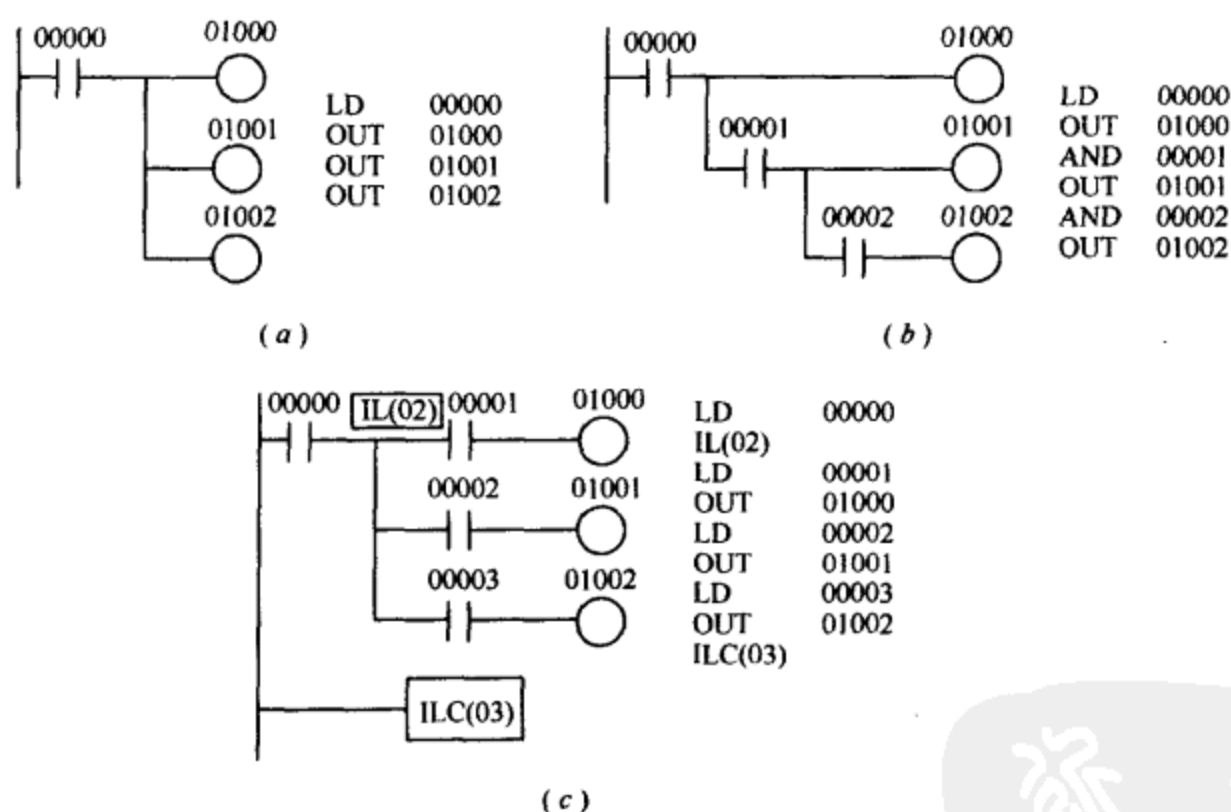 00000 01000
01001
01002
LD 00000
OUT 01000
OUT 01001
OUT 01002
(a)
00000 01000
00001 01001
00002 01002
LD 00000
OUT 01000
AND 00001
OUT 01001
AND 00002
OUT 01002
(b)
00000 IL(02) 00001 01000
00002 01001
00003 01002
ILC(03)
LD 00000
IL(02)
LD 00001
OUT 01000
LD 00002
OUT 01001
LD 00003
OUT 01002
ILC(03)
(c)